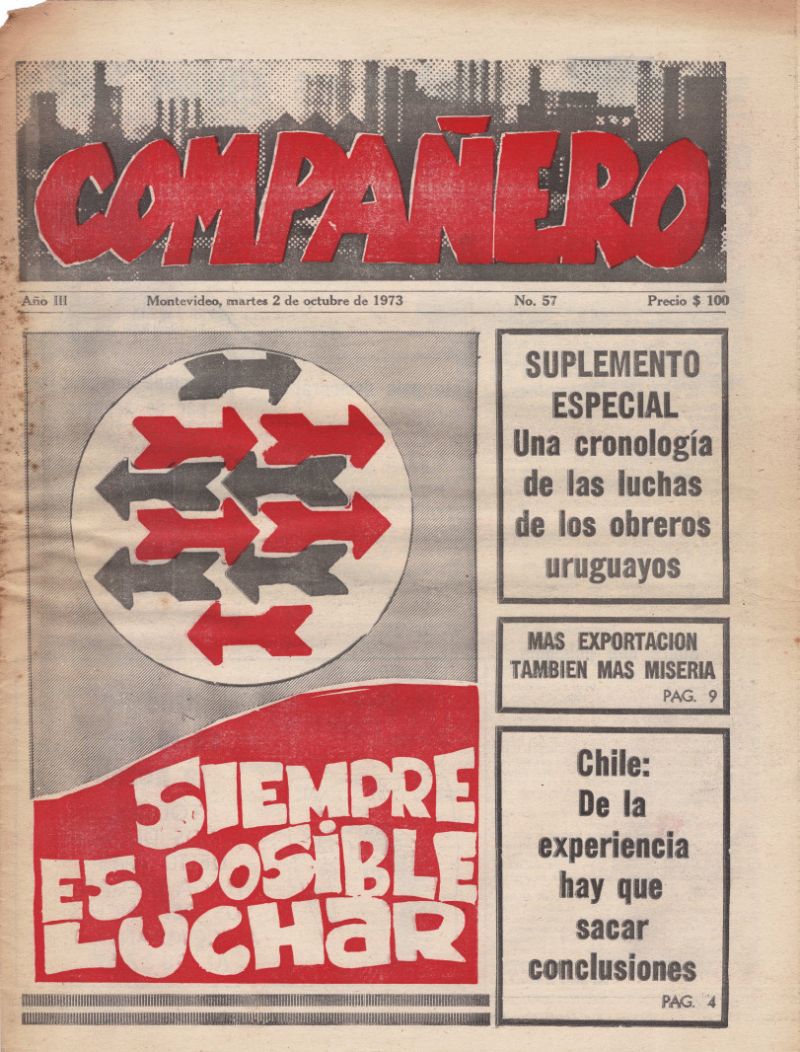 COMPAÑERO
Año III Montevideo, martes 2 de octubre de 1973 No. 57 Precio $ 100
SIEMPRE
ES POSIBLE
LUCHAR
SUPLEMENTO
ESPECIAL
Una cronología
de las luchas
de los obreros
uruguayos
MAS EXPORTACION
TAMBIEN MAS MISERIA
PAG. 9
Chile:
De la
experiencia
hay que
sacar
conclusiones
PAG. 4